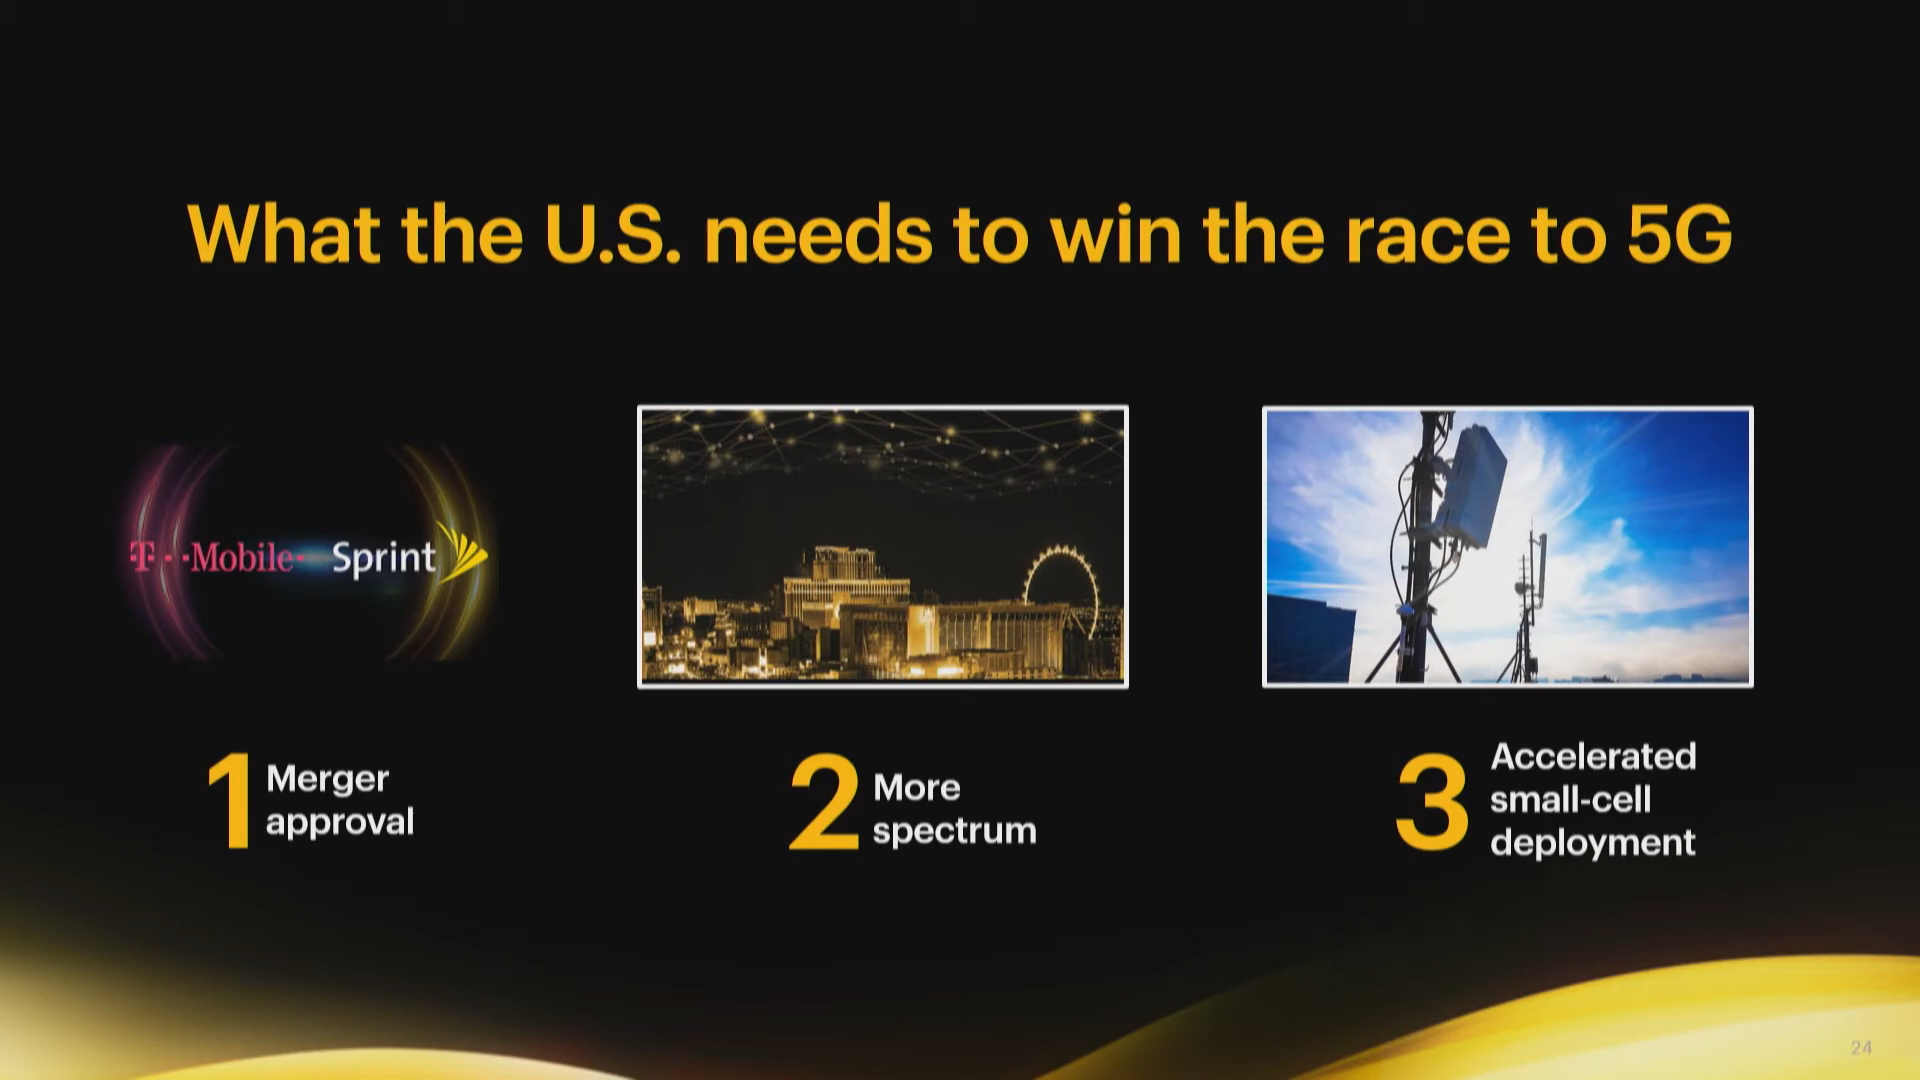 What the U.S. needs to win the race to 5G
T··Mobile· Sprint
1 Merger
approval
2 More
spectrum
3 Accelerated
small-cell
deployment
24